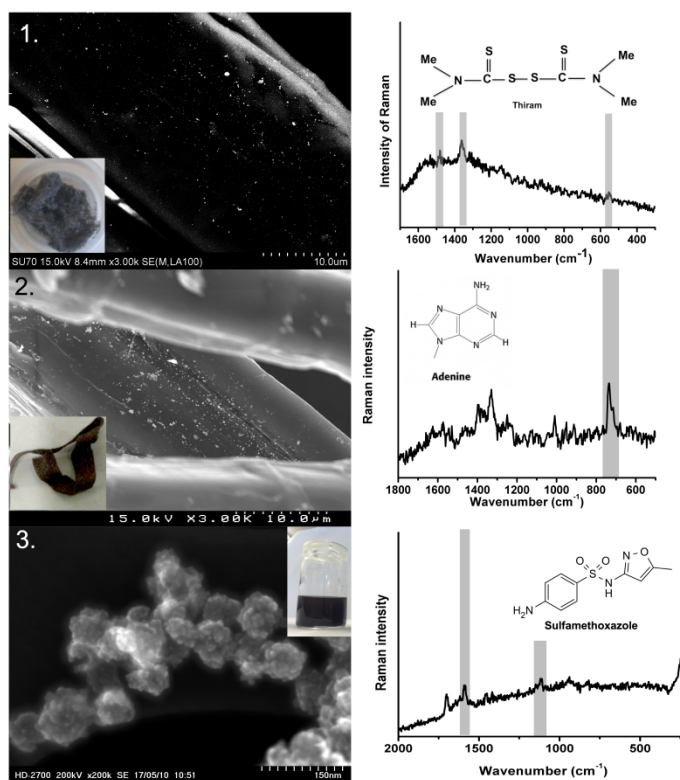 1.
SU70 15.0kV 8.4mm x3.00k SE(M,LA100) 10.0um
Intensity of Raman
Me S S Me
N—C—S—S—C—N
Me Me
Thiram
1600 1400 1200 1000 800 600 400
Wavenumber (cm⁻¹)
2.
15.0kV X3.00K 10.0µm
Raman intensity
NH₂
N N
H
N N H
Adenine
1800 1600 1400 1200 1000 800 600
Wavenumber (cm⁻¹)
3.
HD-2700 200kV x200k SE 17/05/10 10:51 150nm
Raman intensity
O O N O
S N
H
H₂N
Sulfamethoxazole
2000 1500 1000 500
Wavenumber (cm⁻¹)